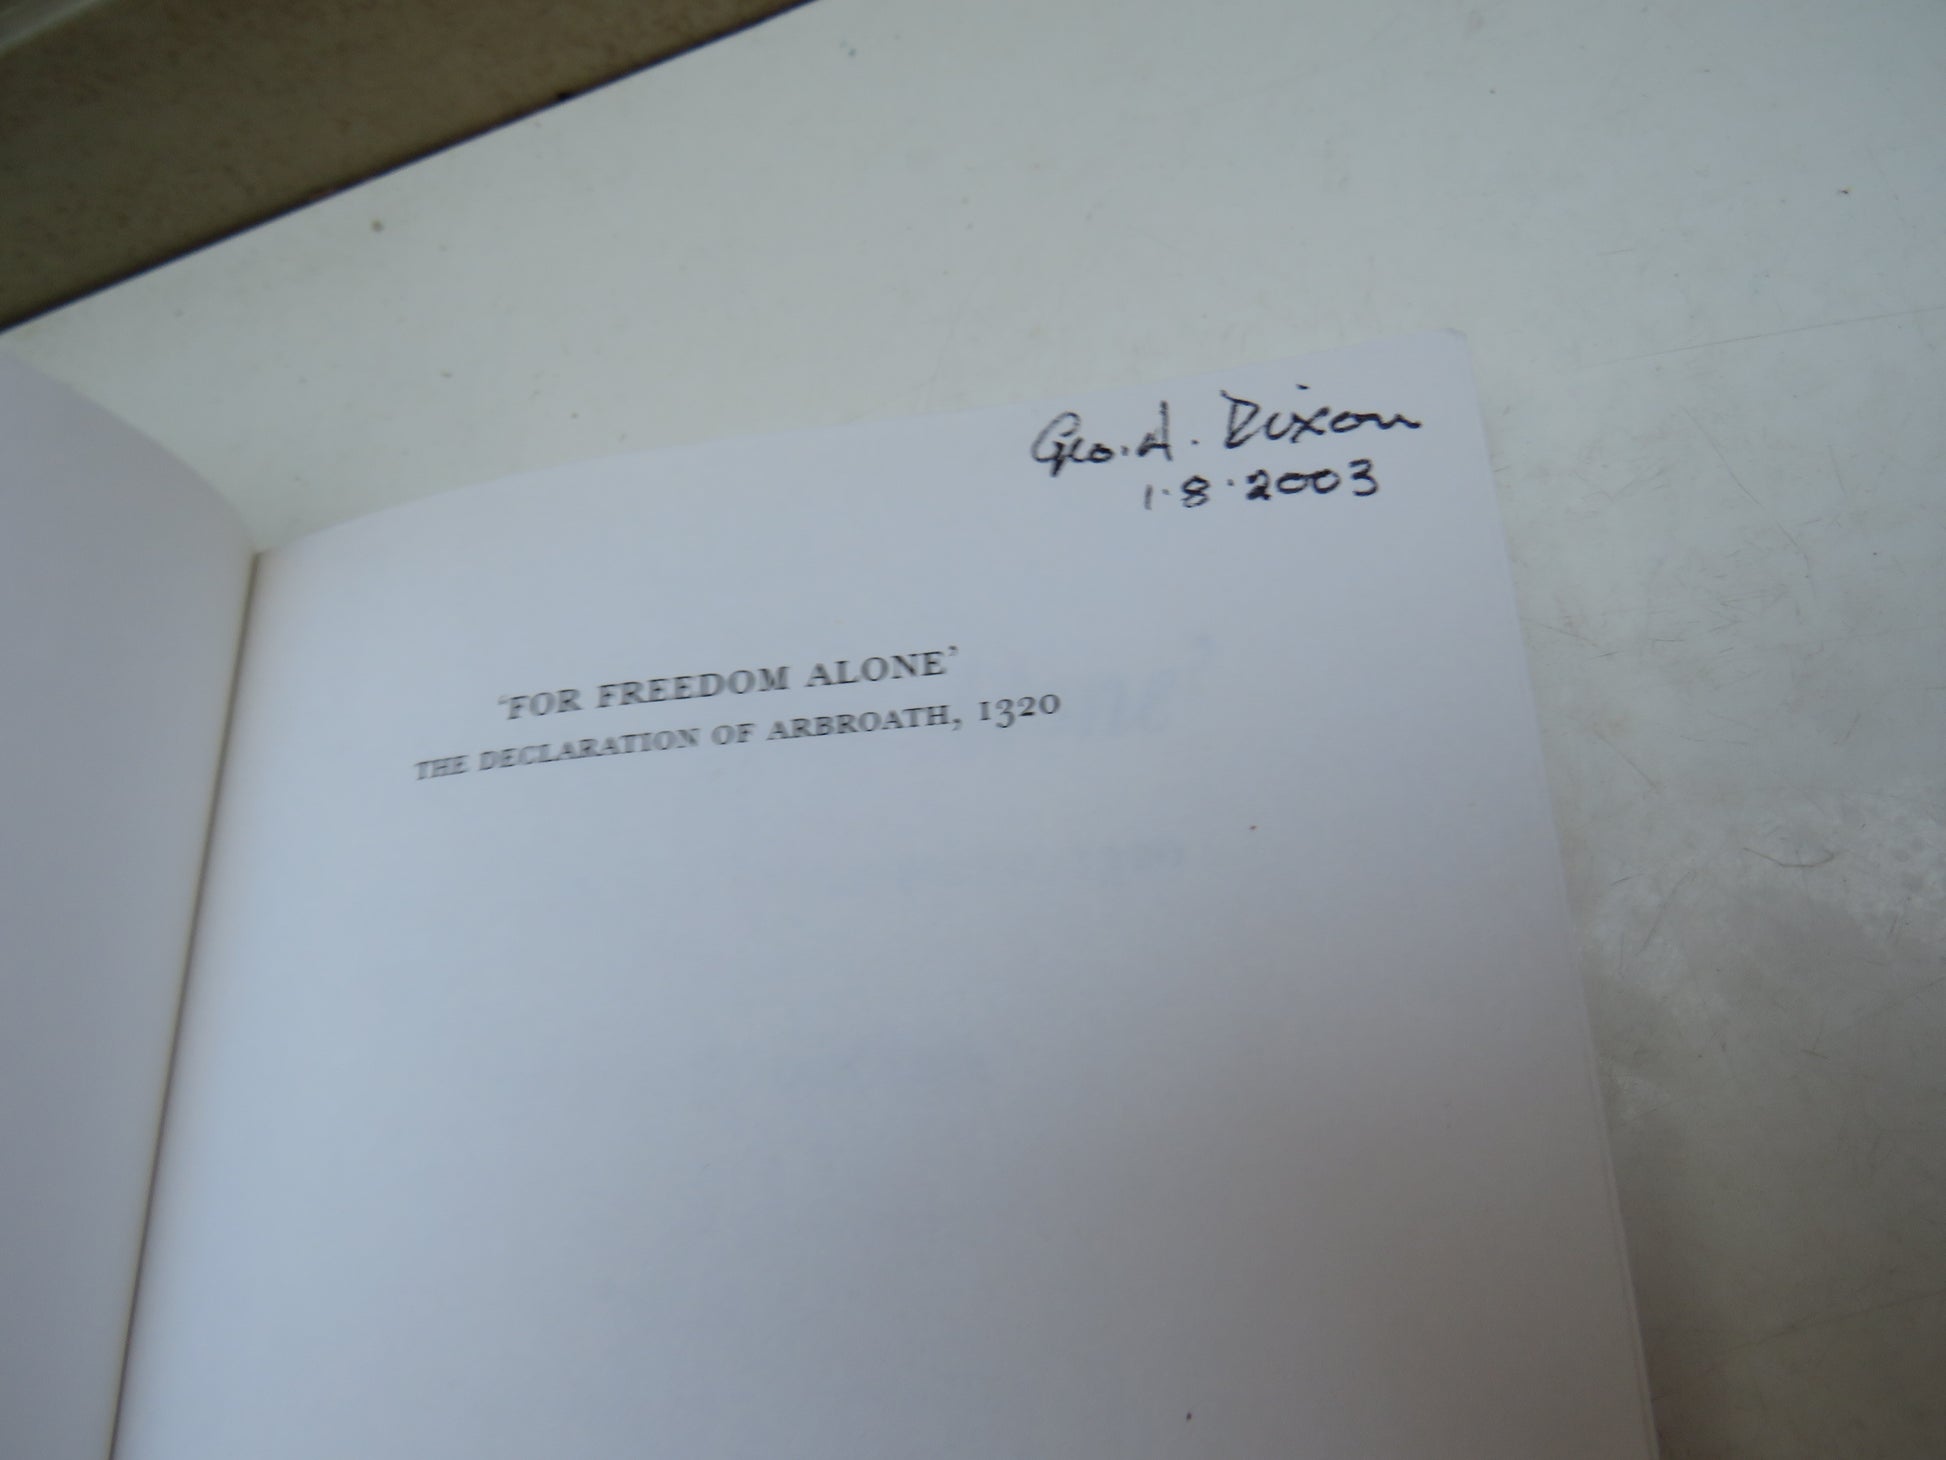 Geo. A. Dixon
1.8.2003
‘FOR FREEDOM ALONE’
THE DECLARATION OF ARBROATH, 1320